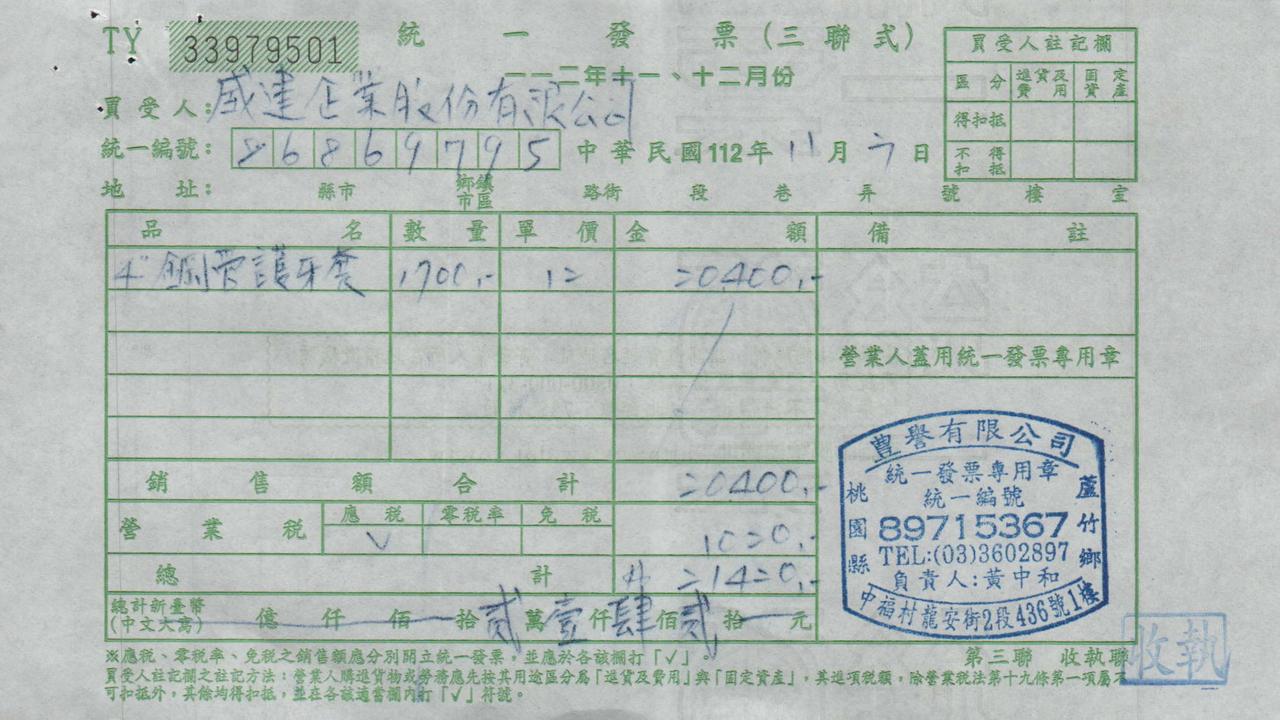 TY 33979501 統一發票(三聯式)
一一二年十一、十二月份
買受人: 威達企業股份有限公司
統一編號: 86869795 中華民國112年 11月 6日
地址: 縣市 鄉鎮市區 路街 段 巷 弄 號 樓 室
買受人註記欄
區分 進貨及費用 固定資產
得扣抵
不得扣抵
品名 數量 單價 金額 備註
4" 鋼管護牙套 1700,- 12 20,400,-
營業人蓋用統一發票專用章
銷售額合計 20400,-
營業稅 應稅 零稅率 免稅
V 1020,-
總計 21420,-
總計新臺幣
(中文大寫) 億 仟 佰 拾 貳 萬 壹 仟 肆 佰 貳 拾 元
豊譽有限公司
統一發票專用章
統一編號
89715367
TEL:(03)3602897
負責人:黃中和
桃園縣
蘆竹鄉
中福村龍安街2段436號1樓
※應稅、零稅率、免稅之銷售額應分別開立統一發票,並應於各該欄打「√」。
第三聯 收執聯
收執
買受人註記欄之註記方法:營業人購進貨物或勞務應先按其用途區分為「進貨及費用」與「固定資產」,其進項稅額,除營業稅法第十九條第一項屬不
可扣抵外,其餘均得扣抵,並在各該適當欄內打「√」符號。